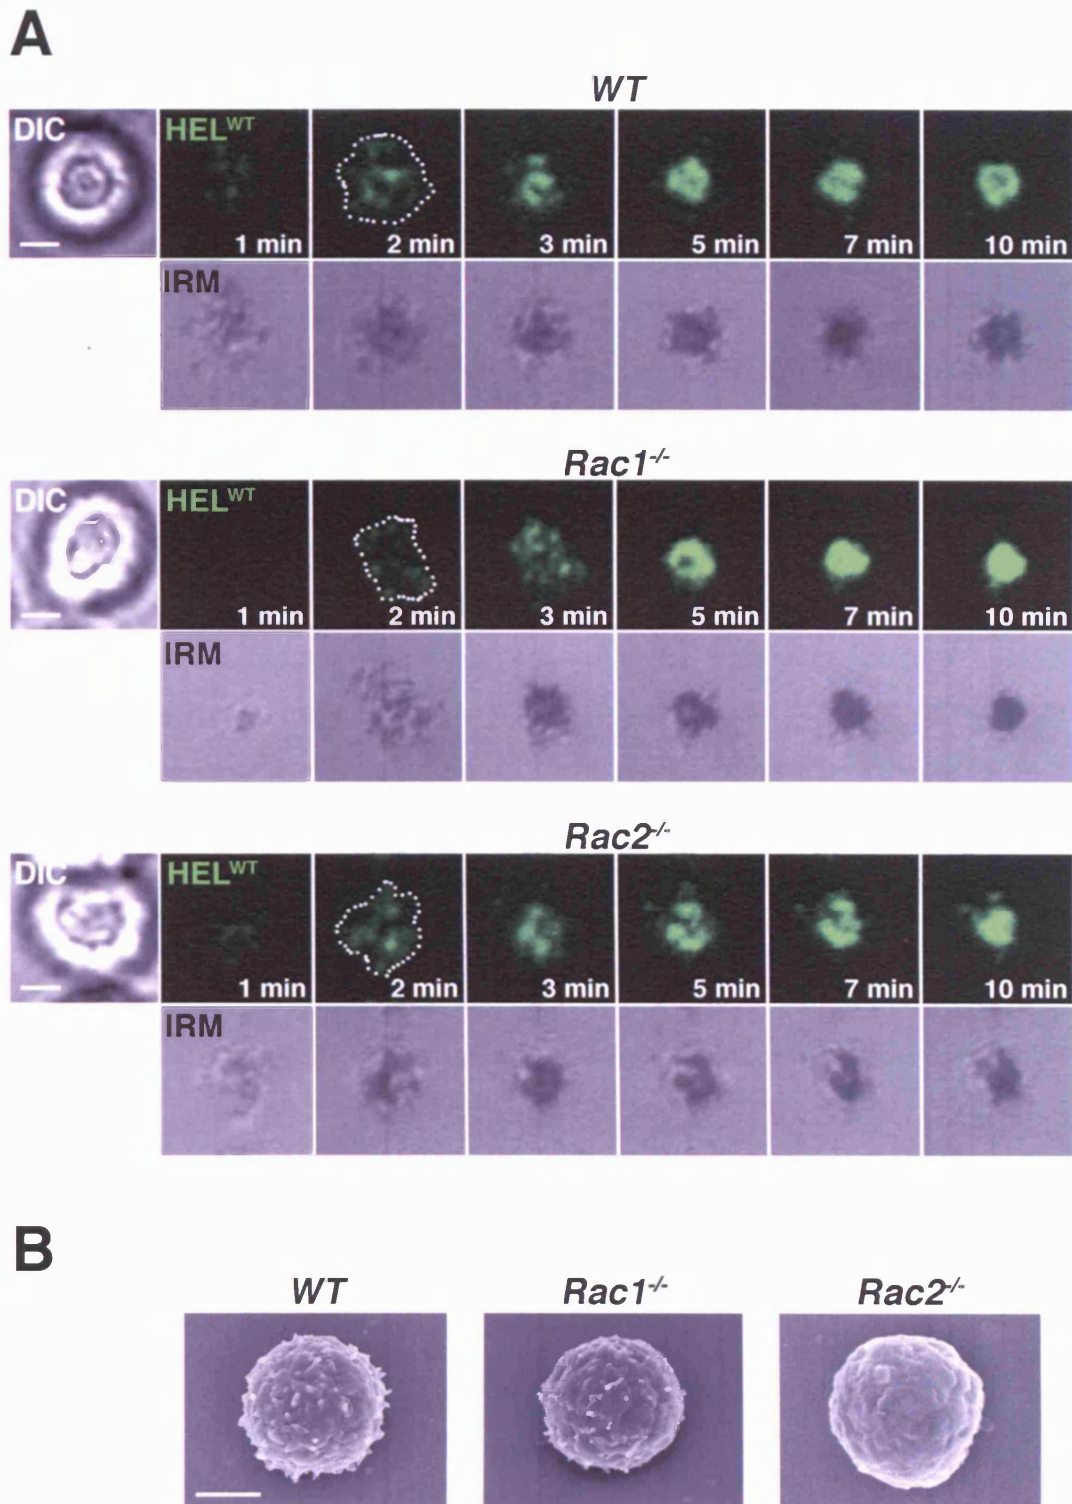 A
WT
DIC
HELWT
1 min
2 min
3 min
5 min
7 min
10 min
IRM
Rac1-/-
DIC
HELWT
1 min
2 min
3 min
5 min
7 min
10 min
IRM
Rac2-/-
DIC
HELWT
1 min
2 min
3 min
5 min
7 min
10 min
IRM
B
WT
Rac1-/-
Rac2-/-